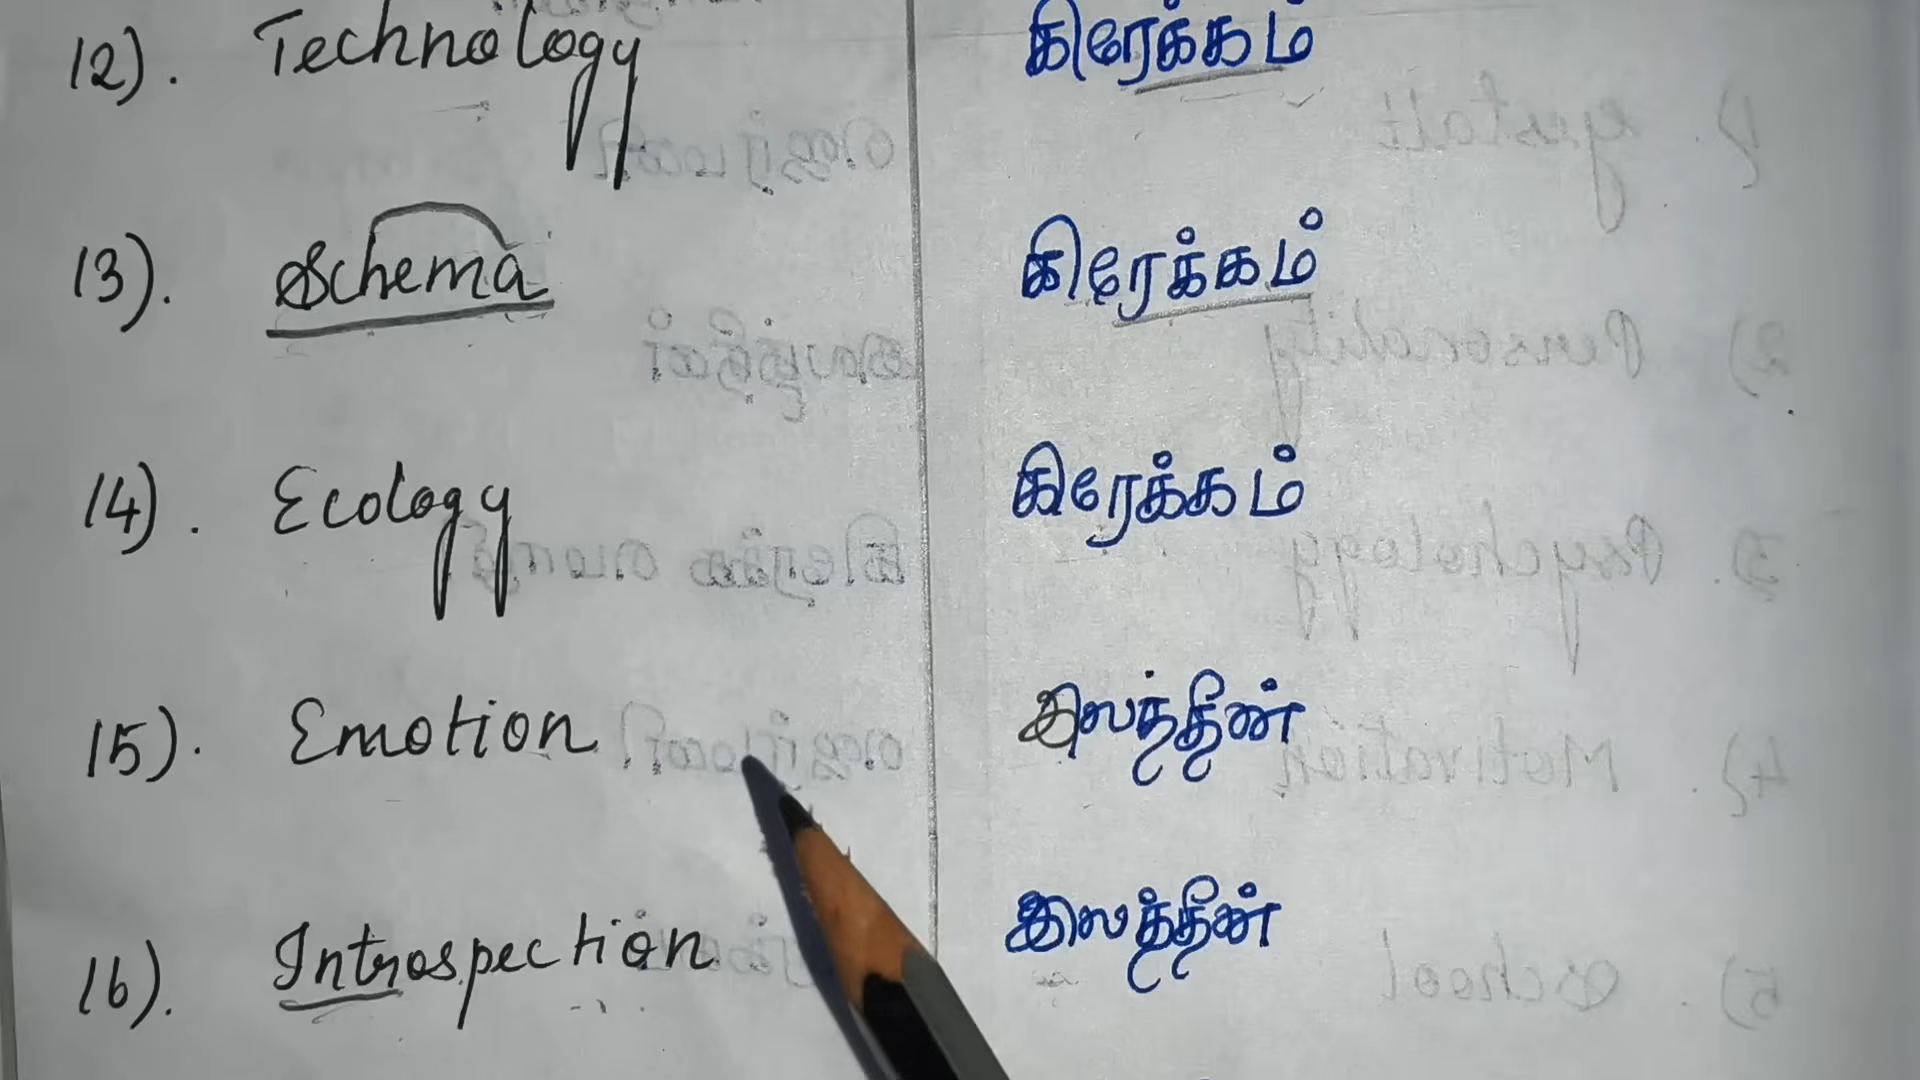 12). Technology கிரேக்கம்
13). Schema கிரேக்கம்
14). Ecology கிரேக்கம்
15). Emotion இலத்தீன்
16). Introspection இலத்தீன்